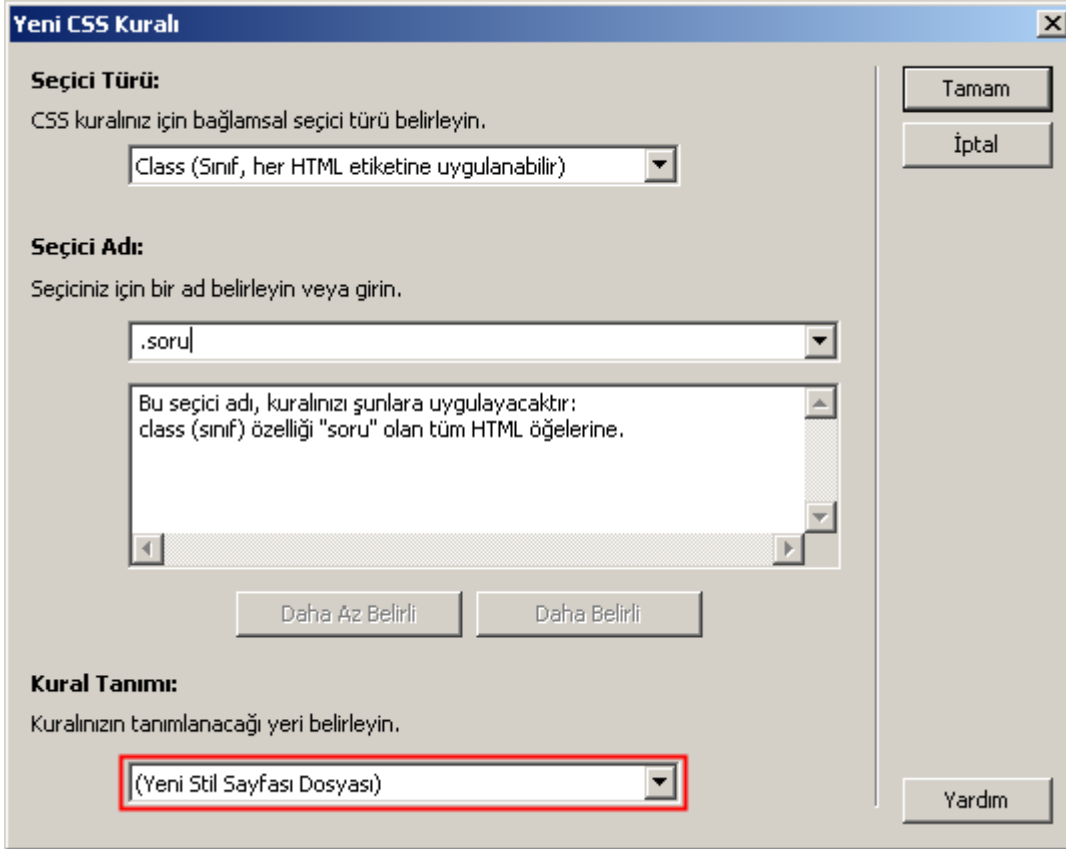 Yeni CSS Kuralı
Seçici Türü:
CSS kuralınız için bağlamsal seçici türü belirleyin.
Class (Sınıf, her HTML etiketine uygulanabilir)
Tamam
İptal
Seçici Adı:
Seçiciniz için bir ad belirleyin veya girin.
.soru
Bu seçici adı, kuralınızı şunlara uygulayacaktır:
class (sınıf) özelliği "soru" olan tüm HTML öğelerine.
Daha Az Belirli
Daha Belirli
Kural Tanımı:
Kuralınızın tanımlanacağı yeri belirleyin.
(Yeni Stil Sayfası Dosyası)
Yardım